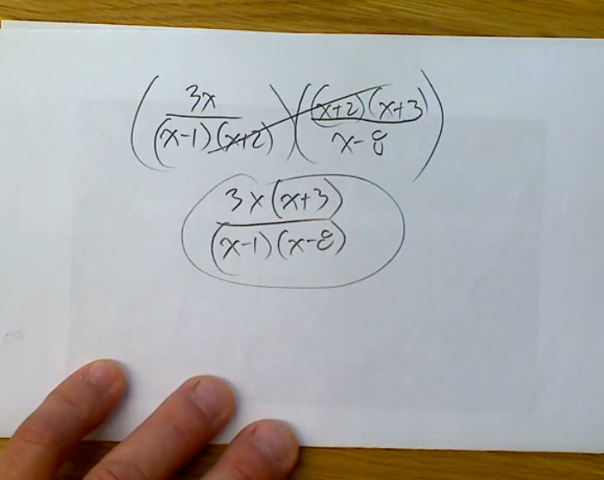 (3x / (x-1)(x+2)) ((x+2)(x+3) / x-8)
3x(x+3) / (x-1)(x-8)